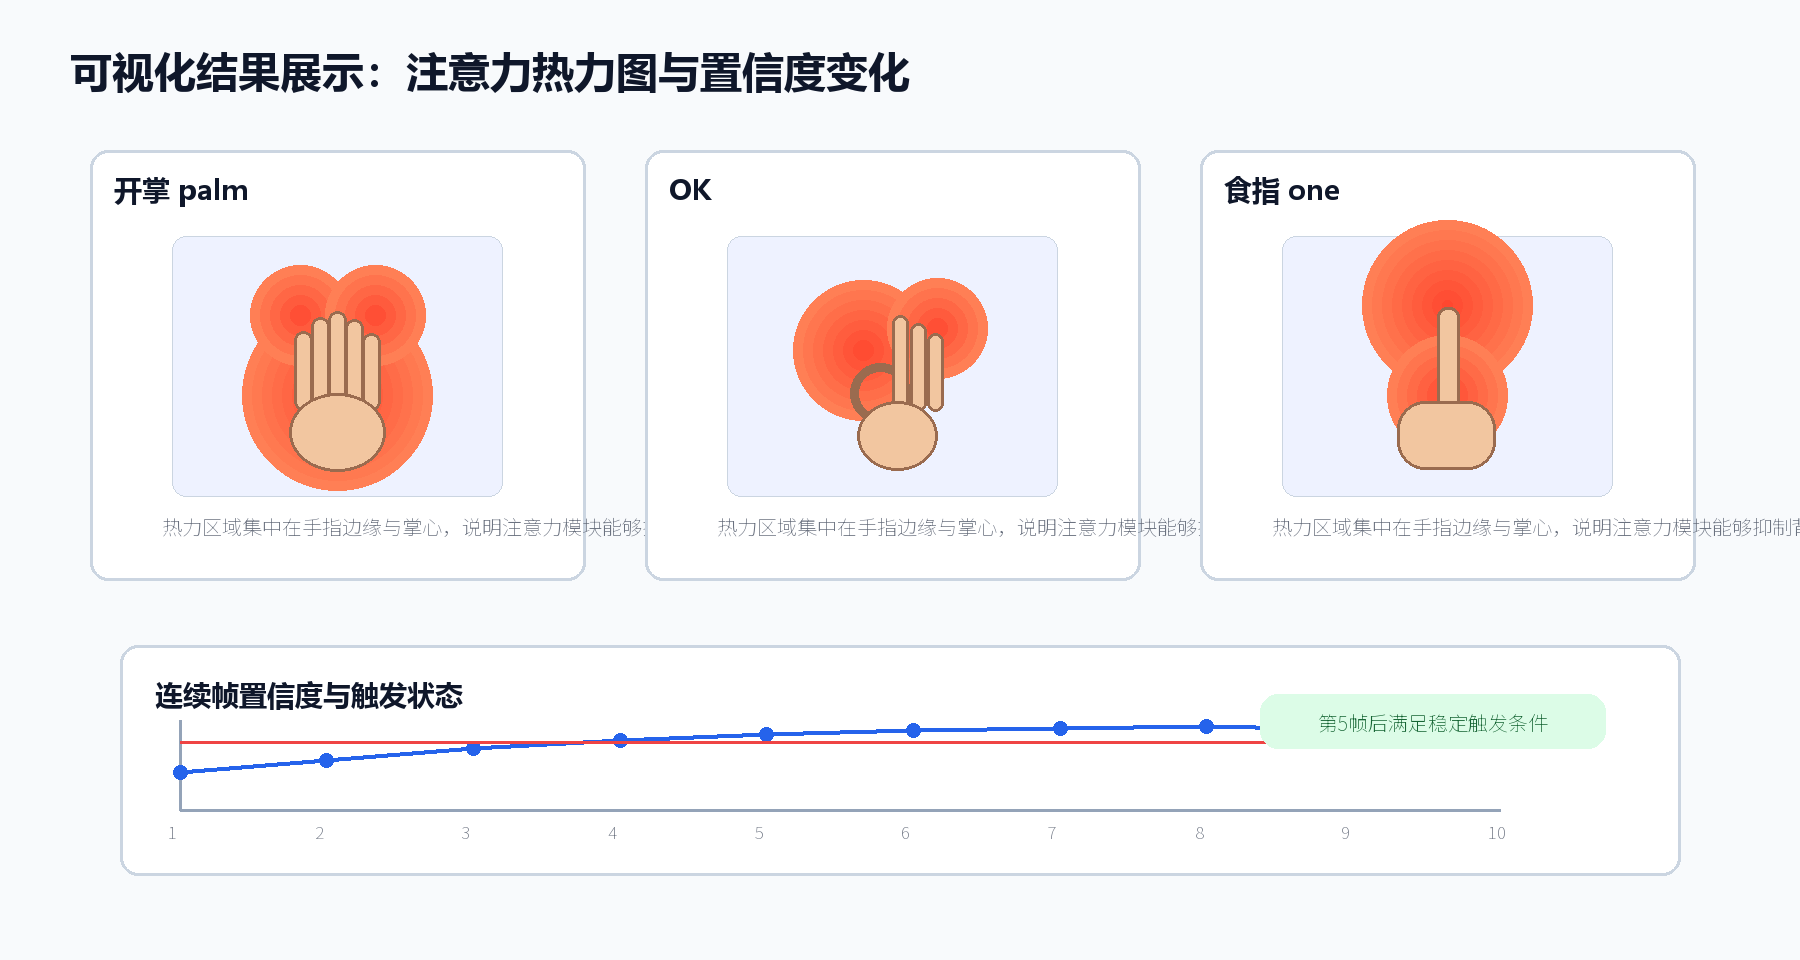 可视化结果展示：注意力热力图与置信度变化
开掌 palm
OK
食指 one
热力区域集中在手指边缘与掌心，说明注意力模块能够
热力区域集中在手指边缘与掌心，说明注意力模块能够
热力区域集中在手指边缘与掌心，说明注意力模块能够抑制
连续帧置信度与触发状态
第5帧后满足稳定触发条件
1 2 3 4 5 6 7 8 9 10